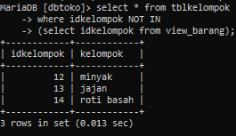 MariaDB [dbtoko]> select * from tblkelompok
    -> where idkelompok NOT IN
    -> (select idkelompok from view_barang);
+------------+------------+
| idkelompok | kelompok   |
+------------+------------+
|         12 | minyak     |
|         13 | jajan      |
|         14 | roti basah |
+------------+------------+
3 rows in set (0.013 sec)